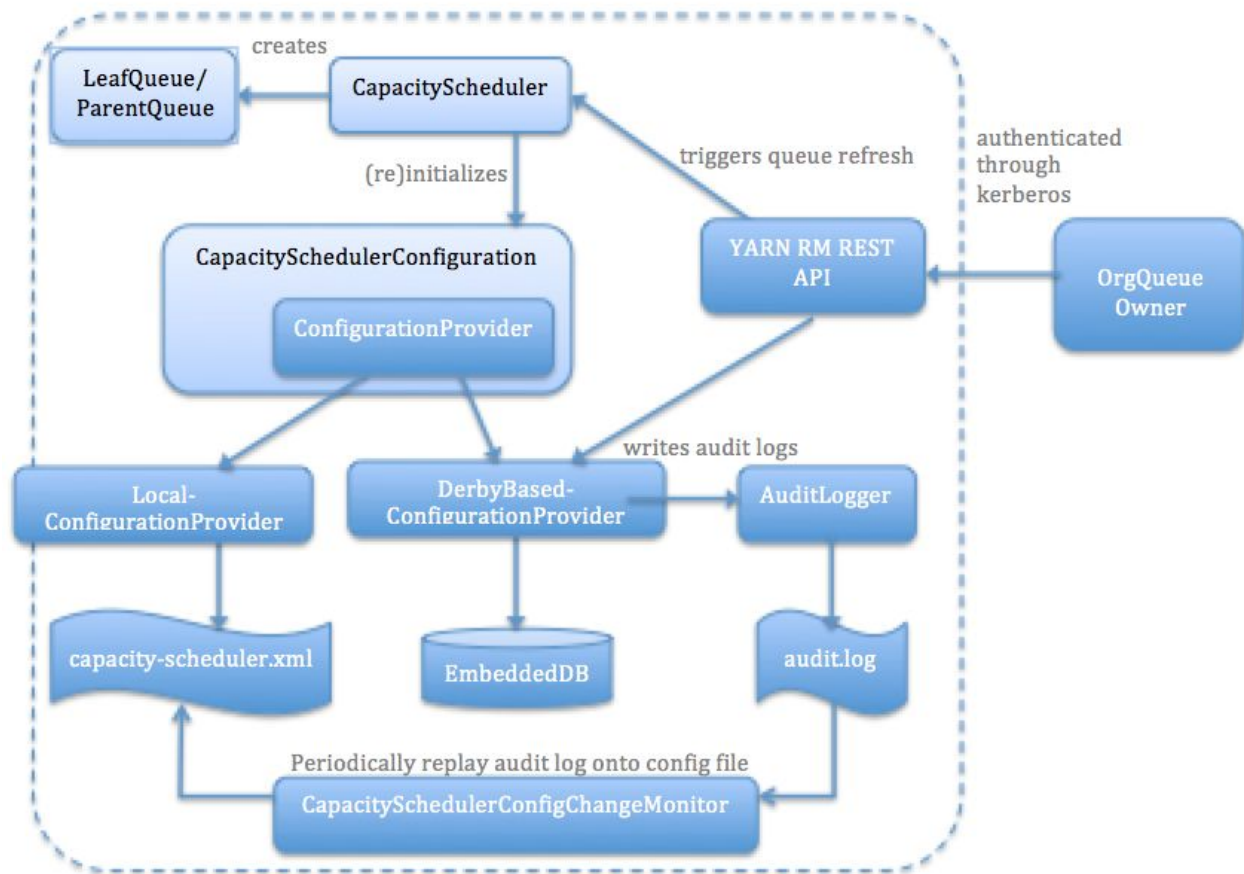 creates
LeafQueue/
ParentQueue
CapacityScheduler
triggers queue refresh
authenticated
through
kerberos
(re)initializes
CapacitySchedulerConfiguration
ConfigurationProvider
YARN RM REST
API
OrgQueue
Owner
writes audit logs
Local-
ConfigurationProvider
DerbyBased-
ConfigurationProvider
AuditLogger
capacity-scheduler.xml
EmbeddedDB
audit.log
Periodically replay audit log onto config file
CapacitySchedulerConfigChangeMonitor